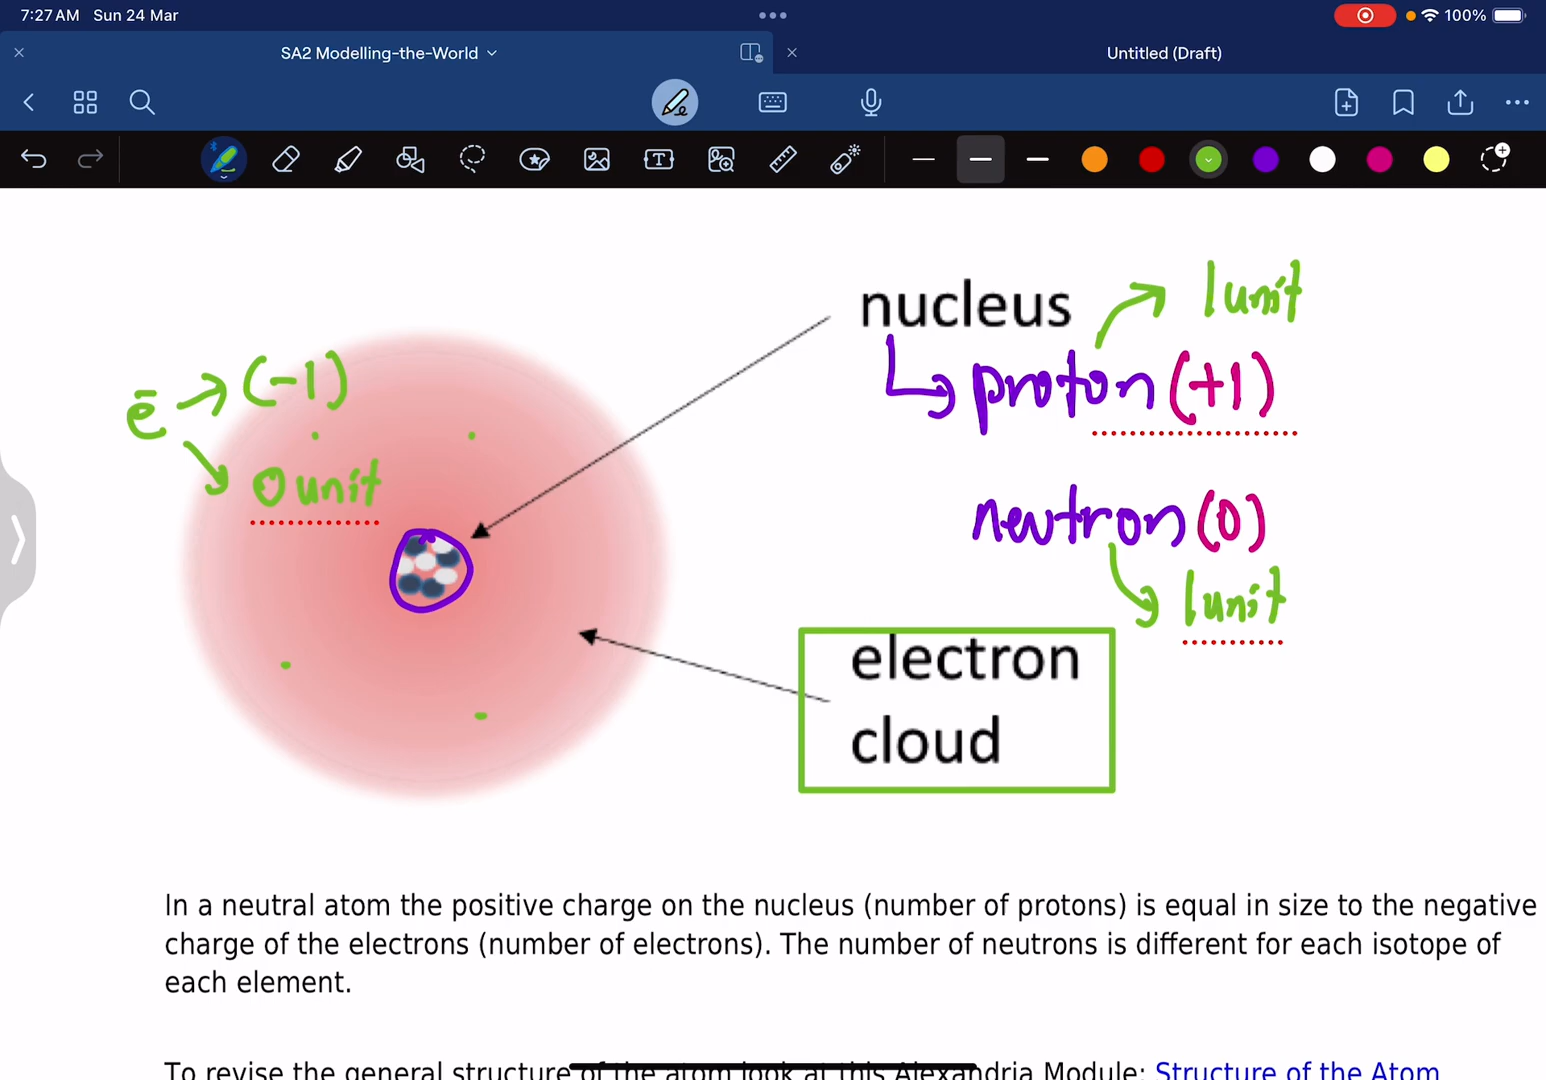 7:27 AM Sun 24 Mar
100%
SA2 Modelling-the-World
Untitled (Draft)
nucleus
1unit
proton (+1)
ē → (-1)
0 unit
neutron (0)
1unit
electron
cloud
In a neutral atom the positive charge on the nucleus (number of protons) is equal in size to the negative
charge of the electrons (number of electrons). The number of neutrons is different for each isotope of
each element.
To revise the general structure of the atom look at this Alexandria Module: Structure of the Atom